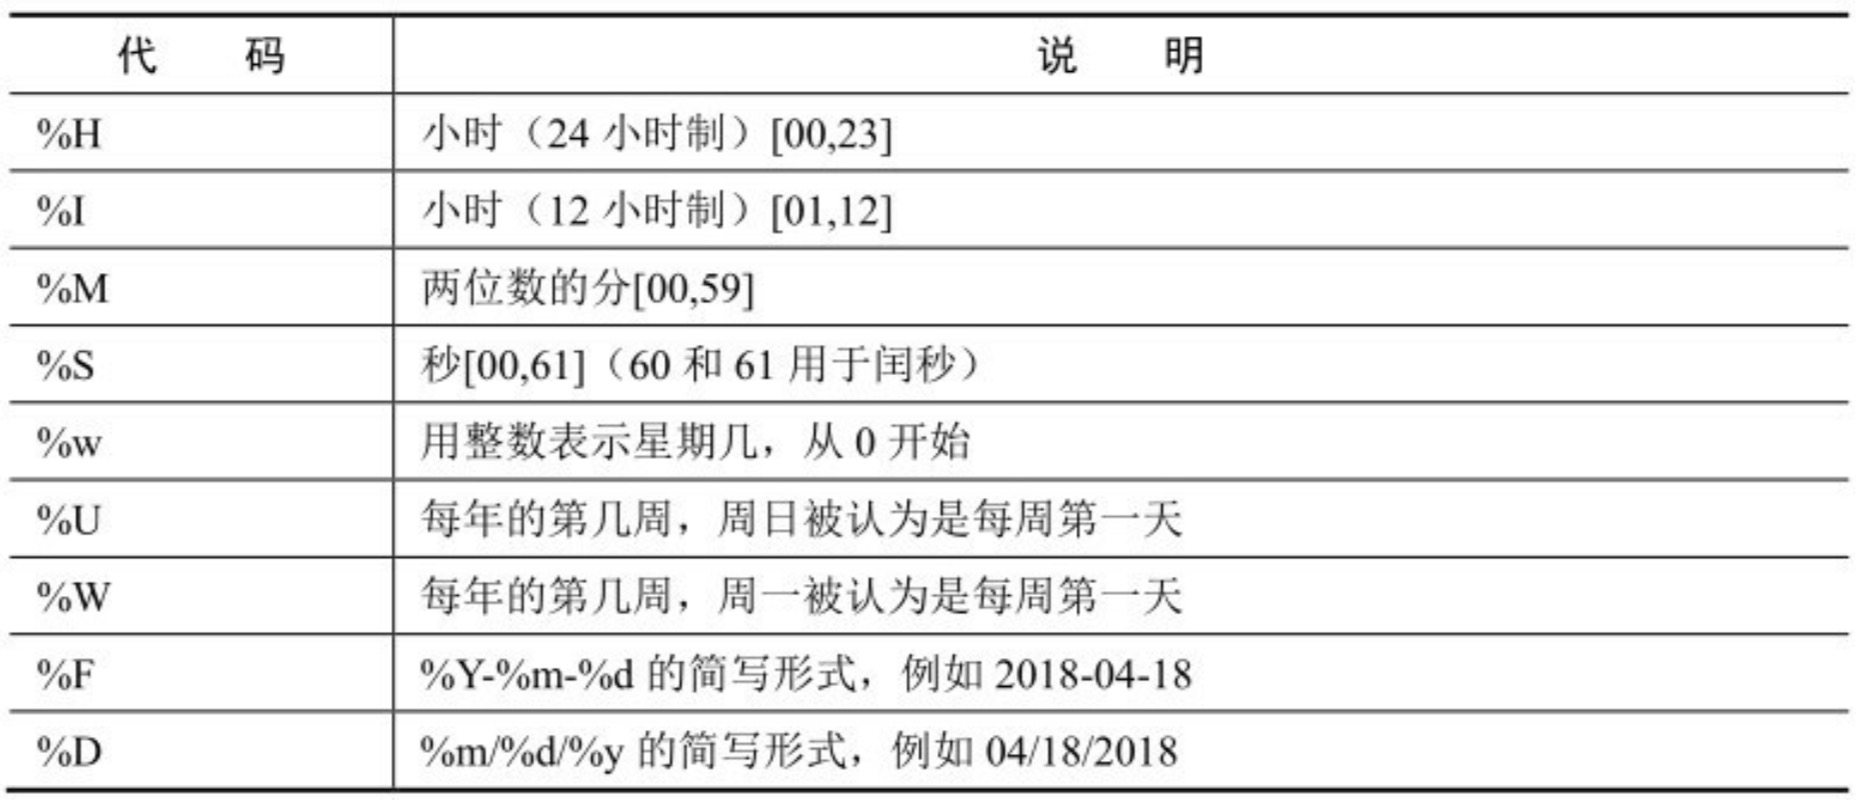 代 码 说 明
%H 小时（24 小时制）[00,23]
%I 小时（12 小时制）[01,12]
%M 两位数的分[00,59]
%S 秒[00,61]（60 和 61 用于闰秒）
%w 用整数表示星期几，从 0 开始
%U 每年的第几周，周日被认为是每周第一天
%W 每年的第几周，周一被认为是每周第一天
%F %Y-%m-%d 的简写形式，例如 2018-04-18
%D %m/%d/%y 的简写形式，例如 04/18/2018